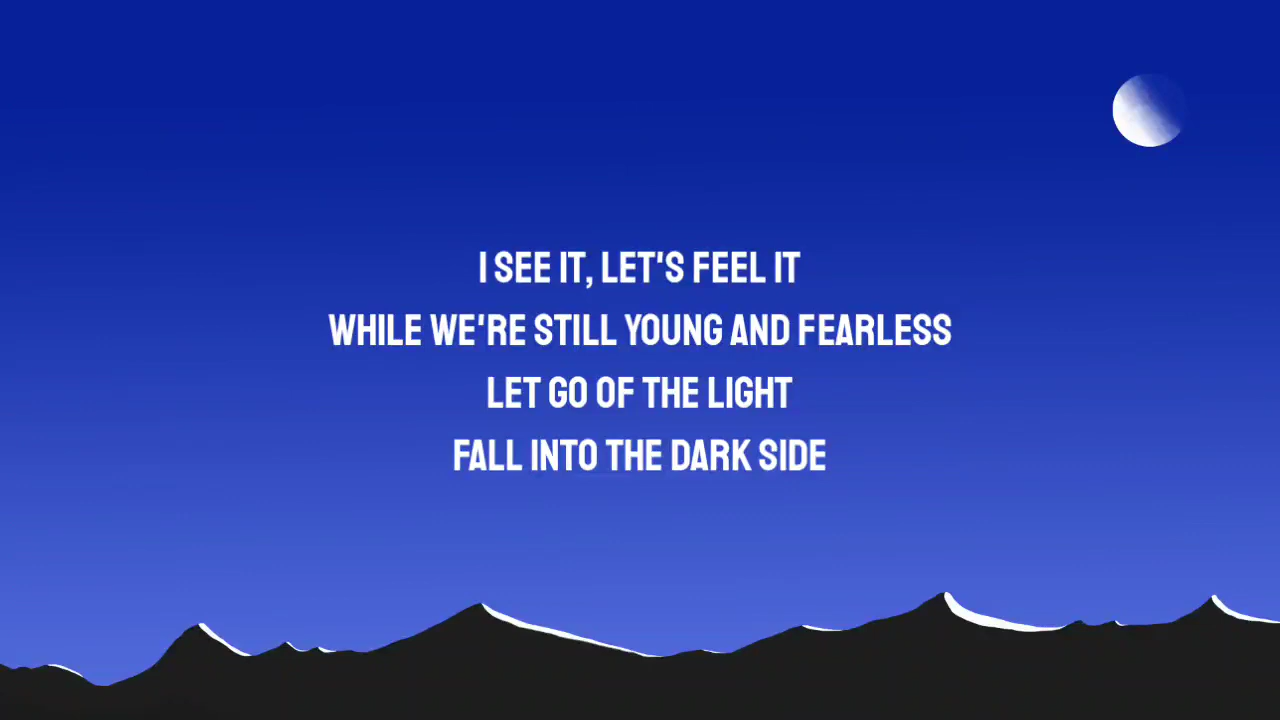 I SEE IT, LET'S FEEL IT
WHILE WE'RE STILL YOUNG AND FEARLESS
LET GO OF THE LIGHT
FALL INTO THE DARK SIDE